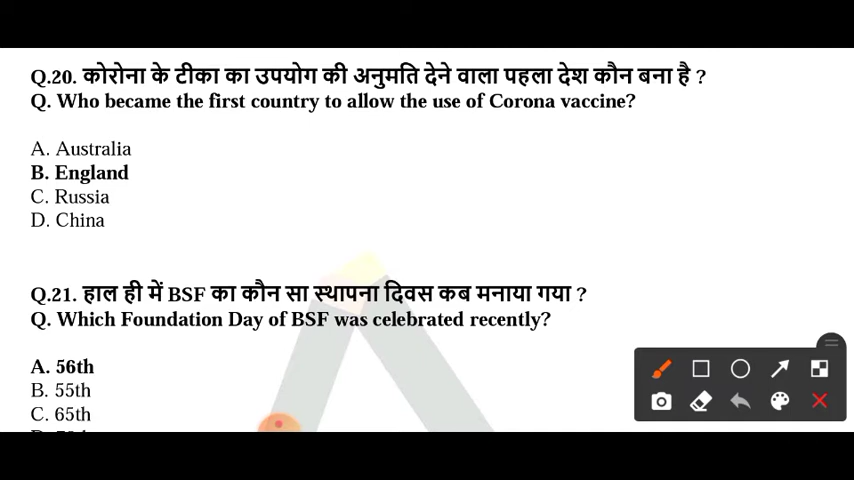 Q.20. कोरोना के टीका का उपयोग की अनुमति देने वाला पहला देश कौन बना है ?
Q. Who became the first country to allow the use of Corona vaccine?
A. Australia
B. England
C. Russia
D. China
Q.21. हाल ही में BSF का कौन सा स्थापना दिवस कब मनाया गया ?
Q. Which Foundation Day of BSF was celebrated recently?
A. 56th
B. 55th
C. 65th